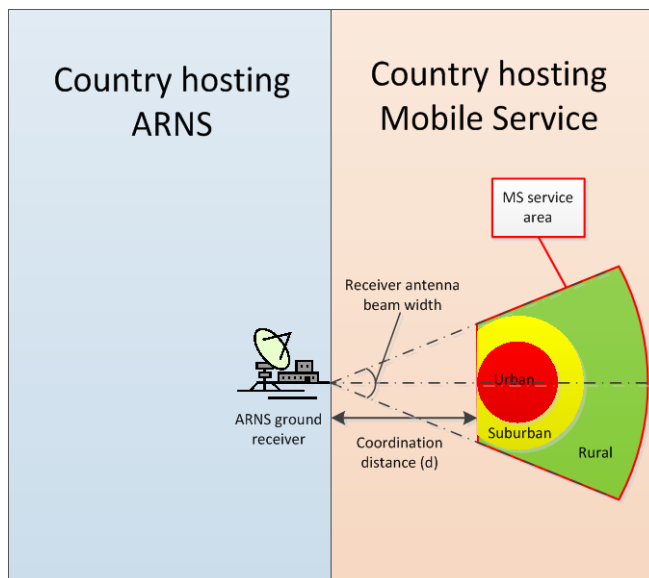 Country hosting
ARNS
Country hosting
Mobile Service
MS service
area
Receiver antenna
beam width
ARNS ground
receiver
Coordination
distance (d)
Urban
Suburban
Rural